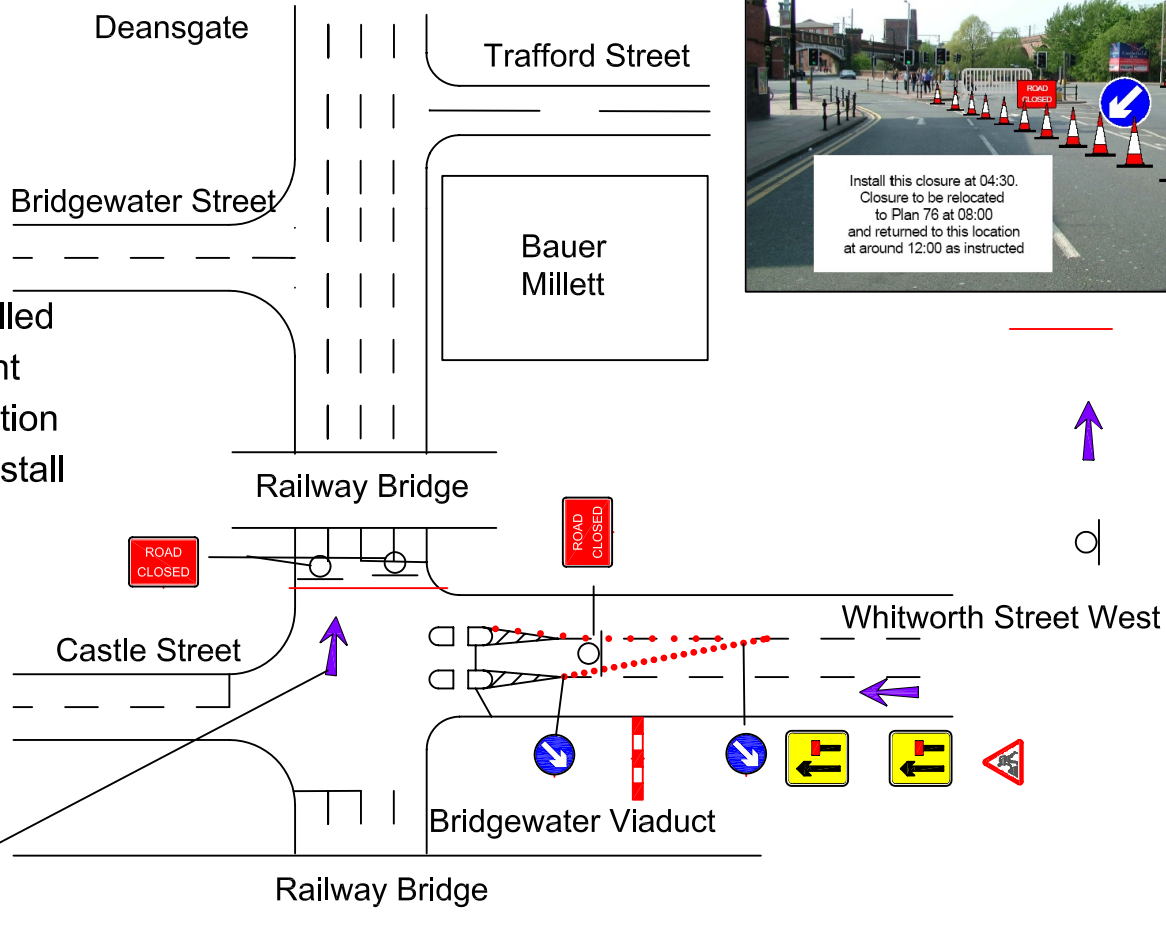 Deansgate
Trafford Street
Bridgewater Street
ROAD
CLOSED
Install this closure at 04:30.
Closure to be relocated
to Plan 76 at 08:00
and returned to this location
at around 12:00 as instructed
Bauer
Millett
lled
nt
tion
stall
Railway Bridge
ROAD
CLOSED
ROAD
CLOSED
Whitworth Street West
Castle Street
Bridgewater Viaduct
Railway Bridge